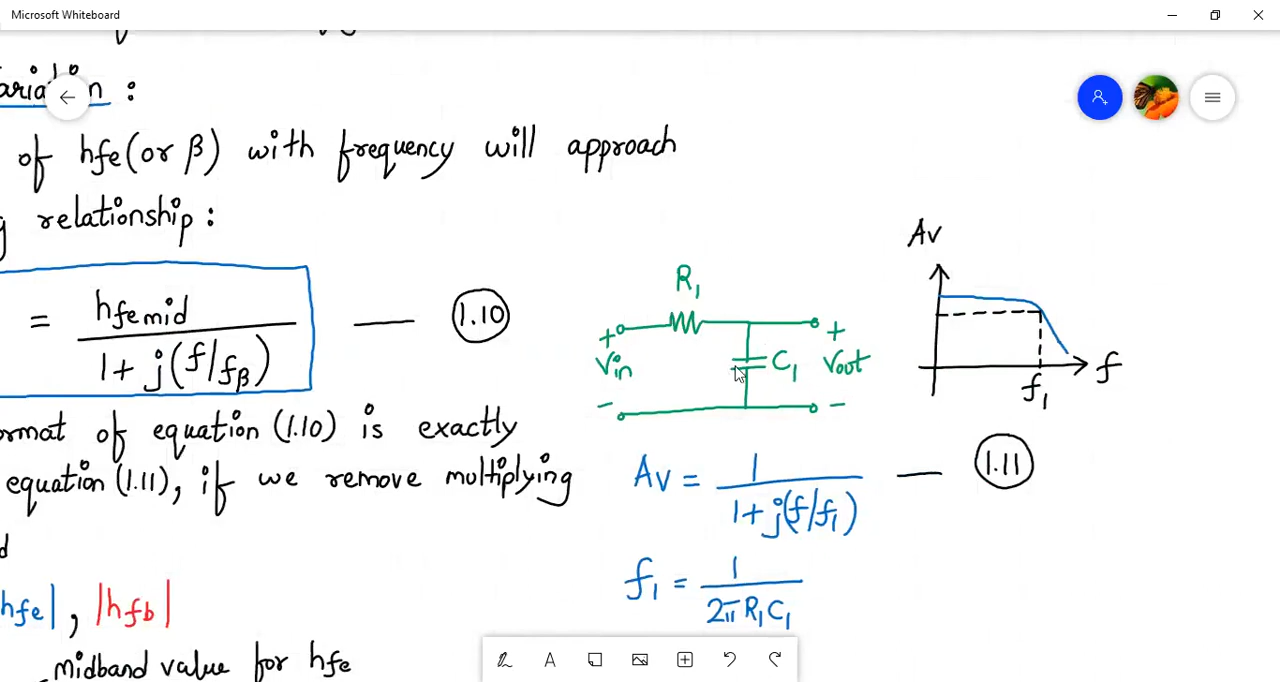 Microsoft Whiteboard
:
of hfe(or β) with frequency will approach
relationship :
= hfemid / 1 + j(f/fβ) —— 1.10
R1
+ Vin −
C1
+ Vout −
Av
f
f1
of equation (1.10) is exactly
equation (1.11), if we remove multiplying
Av = 1 / 1 + j(f/f1) —— 1.11
f1 = 1 / 2π R1 C1
hfe| , |hfb|
midband value for hfe
A